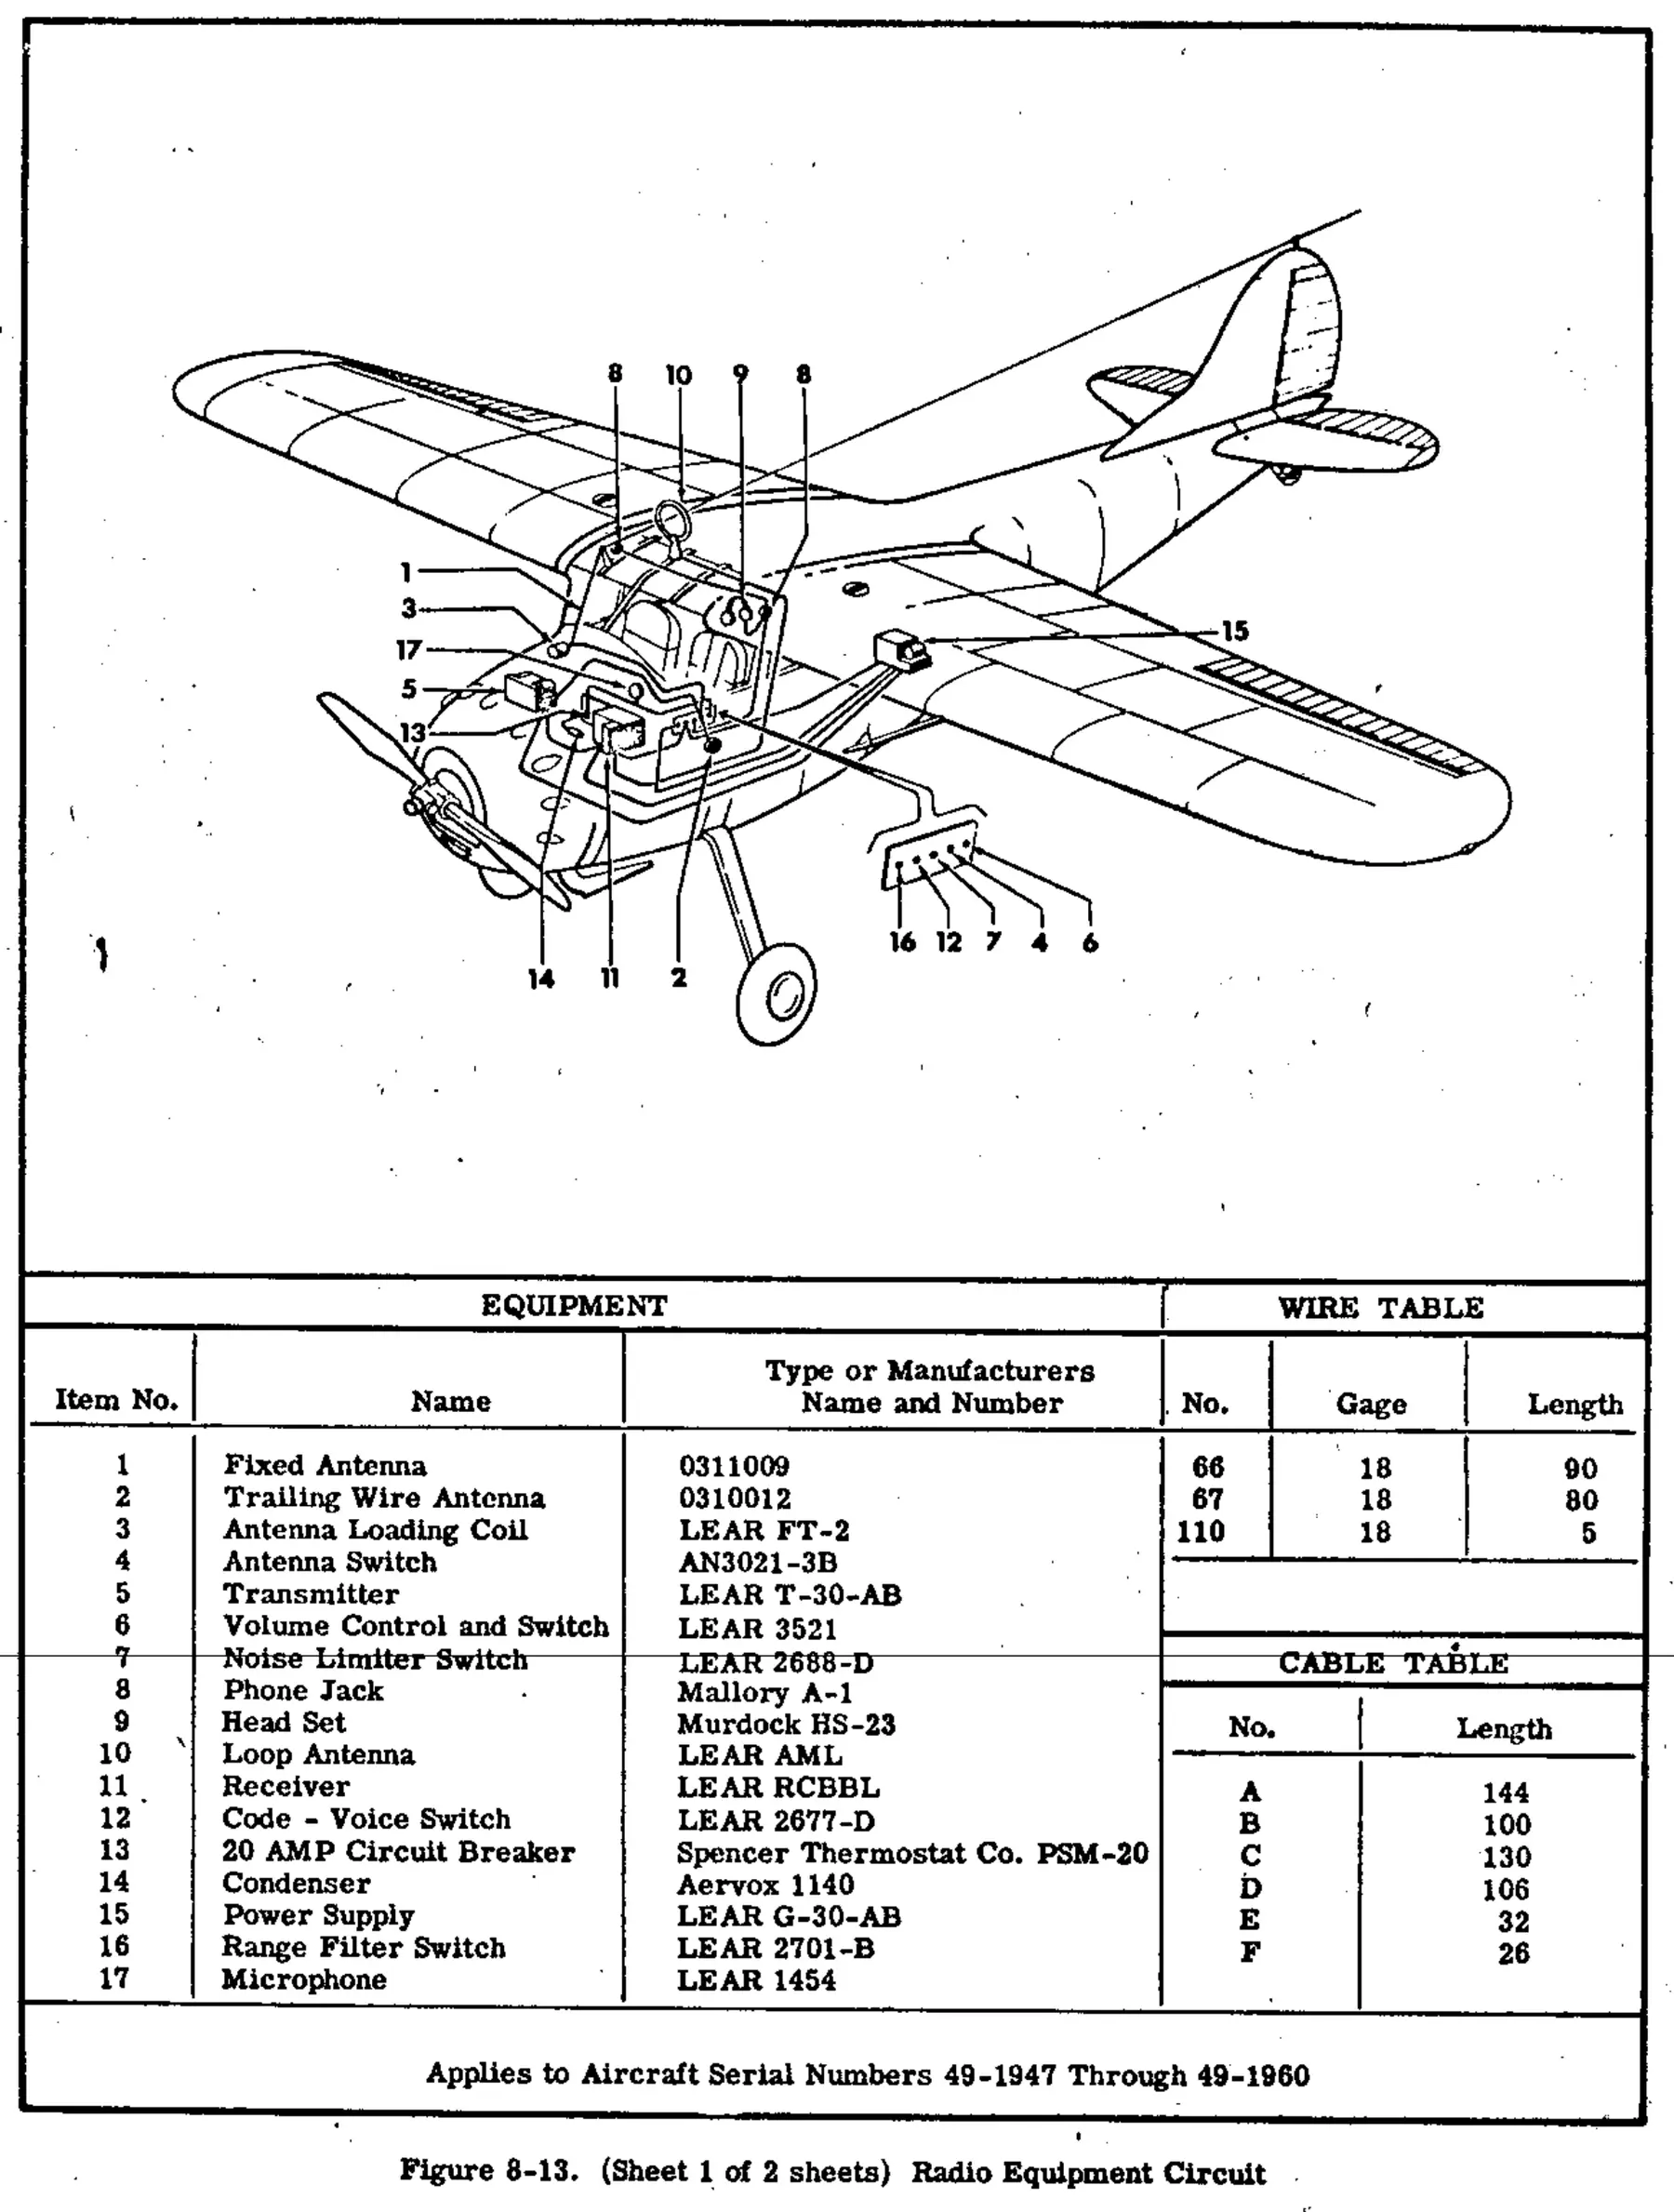 8 10 9 8
1
3
17
15
5
13
16 12 7 4 6
14 11 2
EQUIPMENT
Item No. Name Type or Manufacturers Name and Number
1 Fixed Antenna 0311009
2 Trailing Wire Antenna 0310012
3 Antenna Loading Coil LEAR FT-2
4 Antenna Switch AN3021-3B
5 Transmitter LEAR T-30-AB
6 Volume Control and Switch LEAR 3521
7 Noise Limiter Switch LEAR 2688-D
8 Phone Jack Mallory A-1
9 Head Set Murdock HS-23
10 Loop Antenna LEAR AML
11 Receiver LEAR RCBBL
12 Code - Voice Switch LEAR 2677-D
13 20 AMP Circuit Breaker Spencer Thermostat Co. PSM-20
14 Condenser Aervox 1140
15 Power Supply LEAR G-30-AB
16 Range Filter Switch LEAR 2701-B
17 Microphone LEAR 1454
WIRE TABLE
No. Gage Length
66 18 90
67 18 80
110 18 5
CABLE TABLE
No. Length
A 144
B 100
C 130
D 106
E 32
F 26
Applies to Aircraft Serial Numbers 49-1947 Through 49-1960
Figure 8-13. (Sheet 1 of 2 sheets) Radio Equipment Circuit